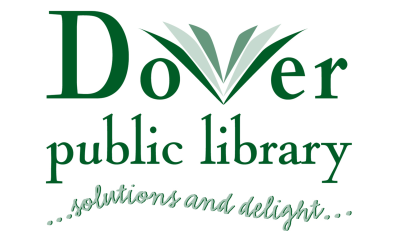 Dover
public library
...solutions and delight...